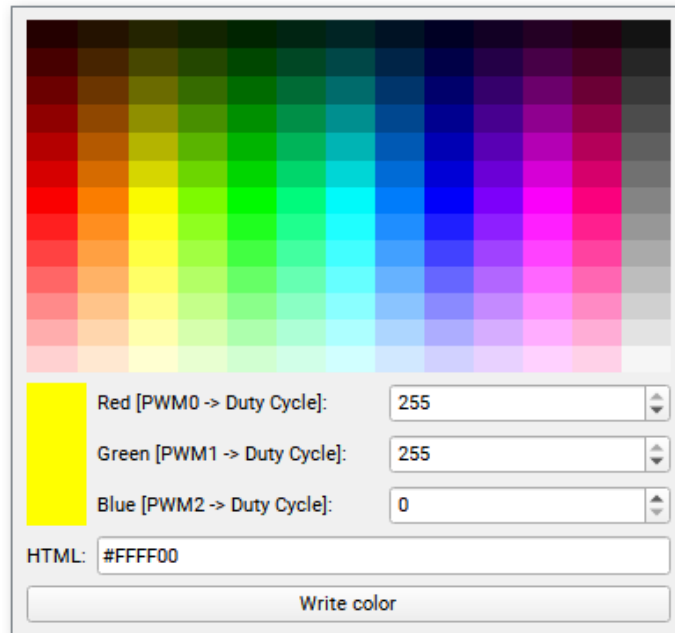 Red [PWM0 -> Duty Cycle]: 255
Green [PWM1 -> Duty Cycle]: 255
Blue [PWM2 -> Duty Cycle]: 0
HTML: #FFFF00
Write color